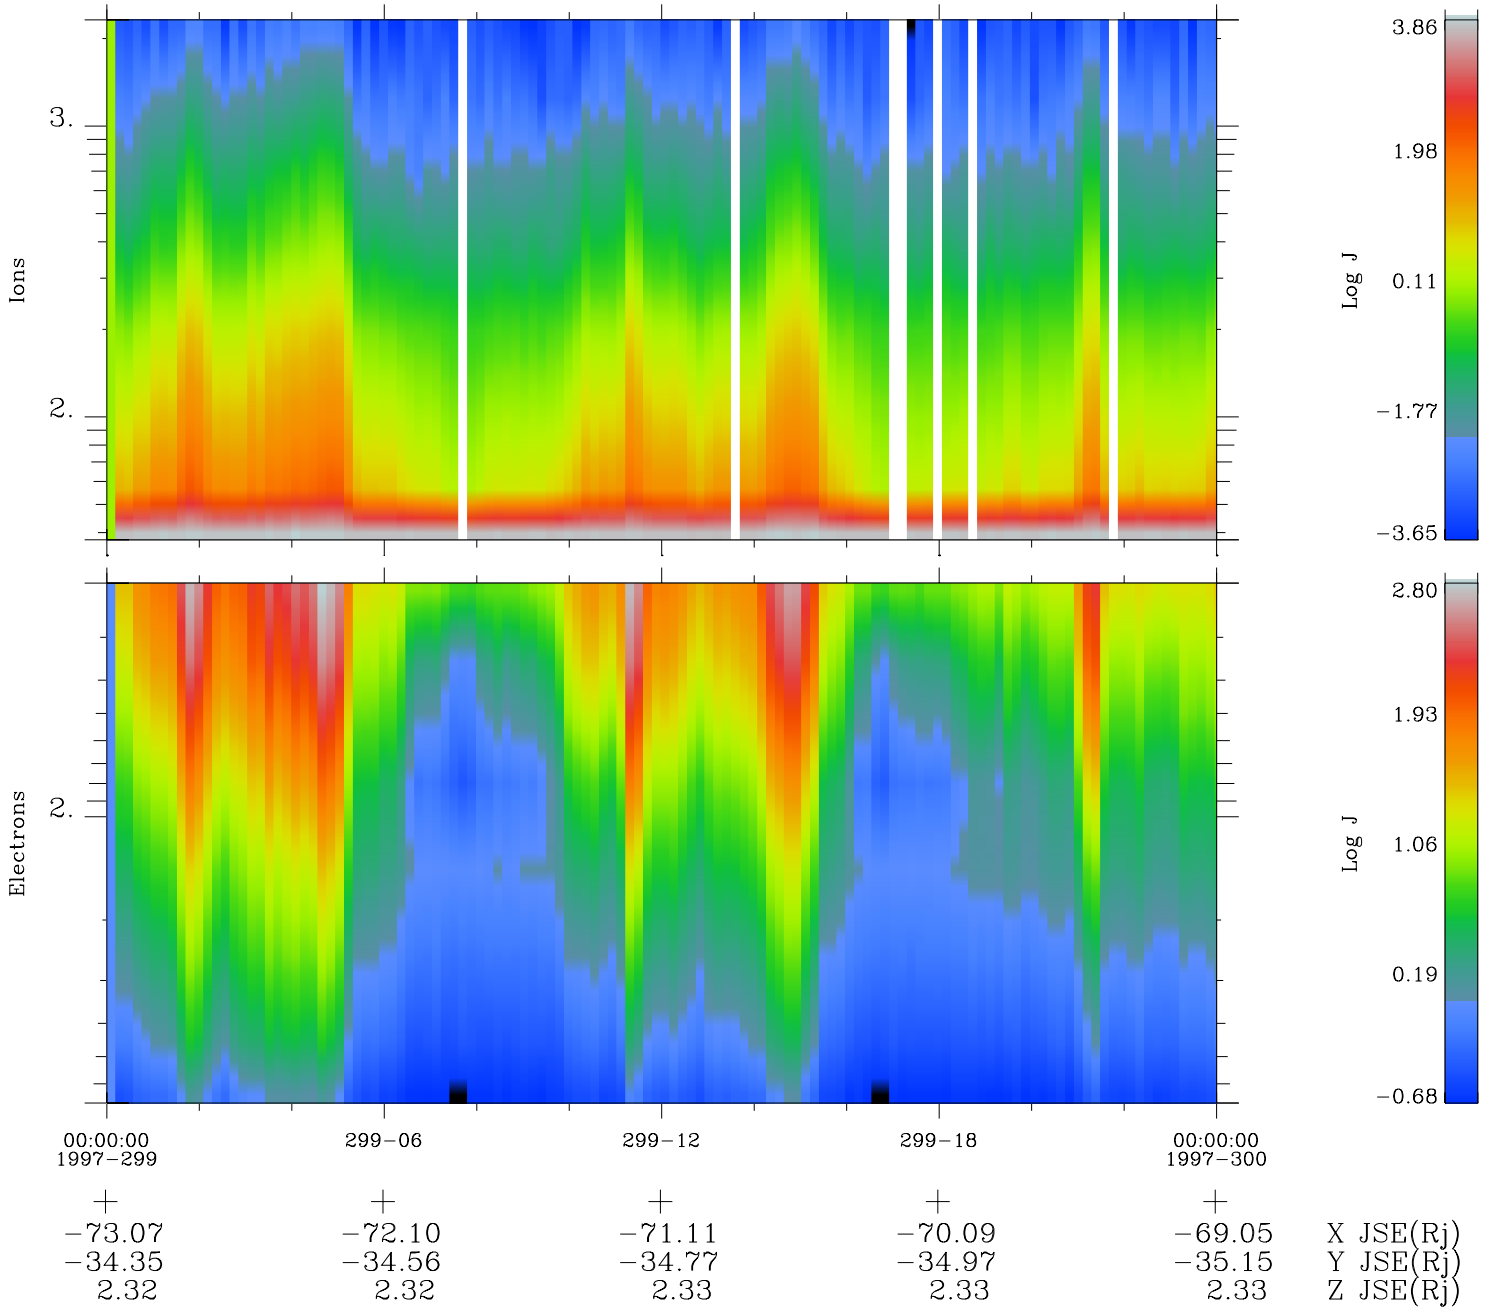 3.
2.
Ions
3.86
1.98
0.11
−1.77
−3.65
Log J
2.
Electrons
2.80
1.93
1.06
0.19
−0.68
Log J
00:00:00 299−06 299−12 299−18 00:00:00
1997−299 1997−300
−73.07 −72.10 −71.11 −70.09 −69.05 X JSE(Rj)
−34.35 −34.56 −34.77 −34.97 −35.15 Y JSE(Rj)
2.32 2.32 2.33 2.33 2.33 Z JSE(Rj)